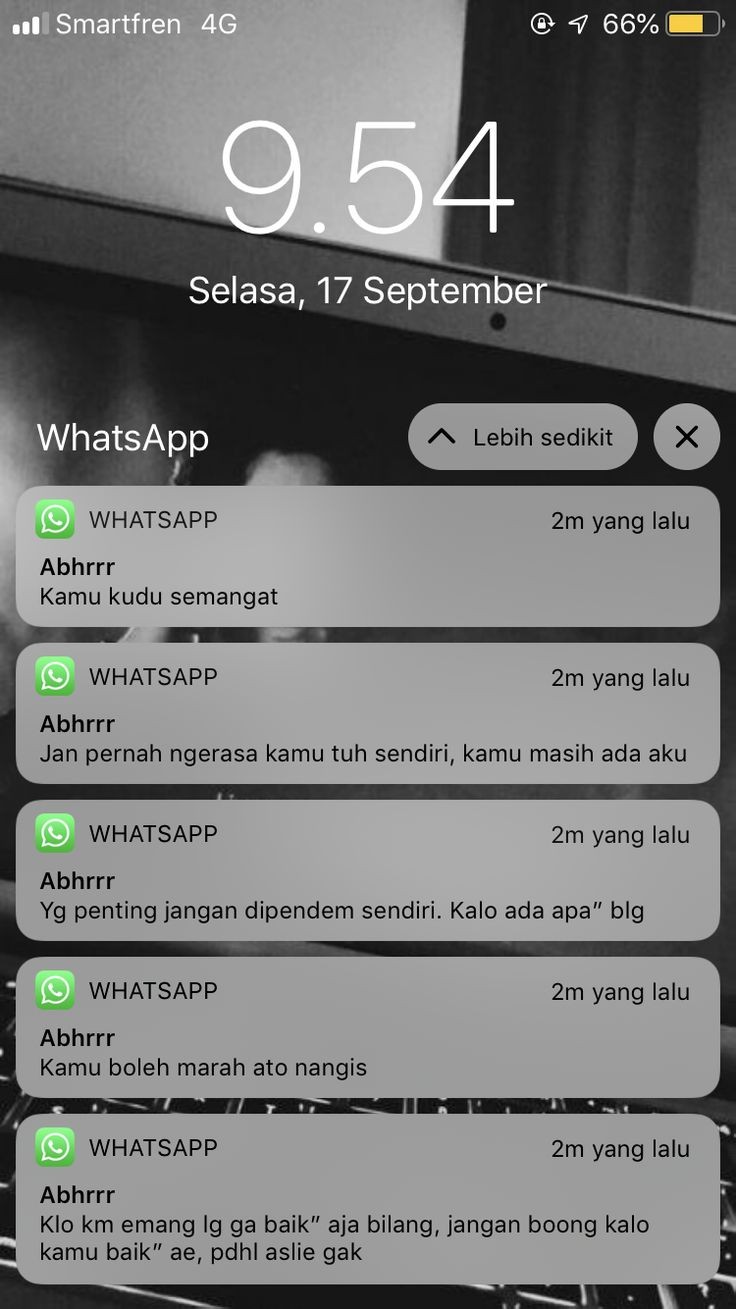 Smartfren 4G 66%
9.54
Selasa, 17 September
WhatsApp
Lebih sedikit
WHATSAPP 2m yang lalu
Abhrrr
Kamu kudu semangat
WHATSAPP 2m yang lalu
Abhrrr
Jan pernah ngerasa kamu tuh sendiri, kamu masih ada aku
WHATSAPP 2m yang lalu
Abhrrr
Yg penting jangan dipendem sendiri. Kalo ada apa” blg
WHATSAPP 2m yang lalu
Abhrrr
Kamu boleh marah ato nangis
WHATSAPP 2m yang lalu
Abhrrr
Klo km emang lg ga baik” aja bilang, jangan boong kalo
kamu baik” ae, pdhl aslie gak